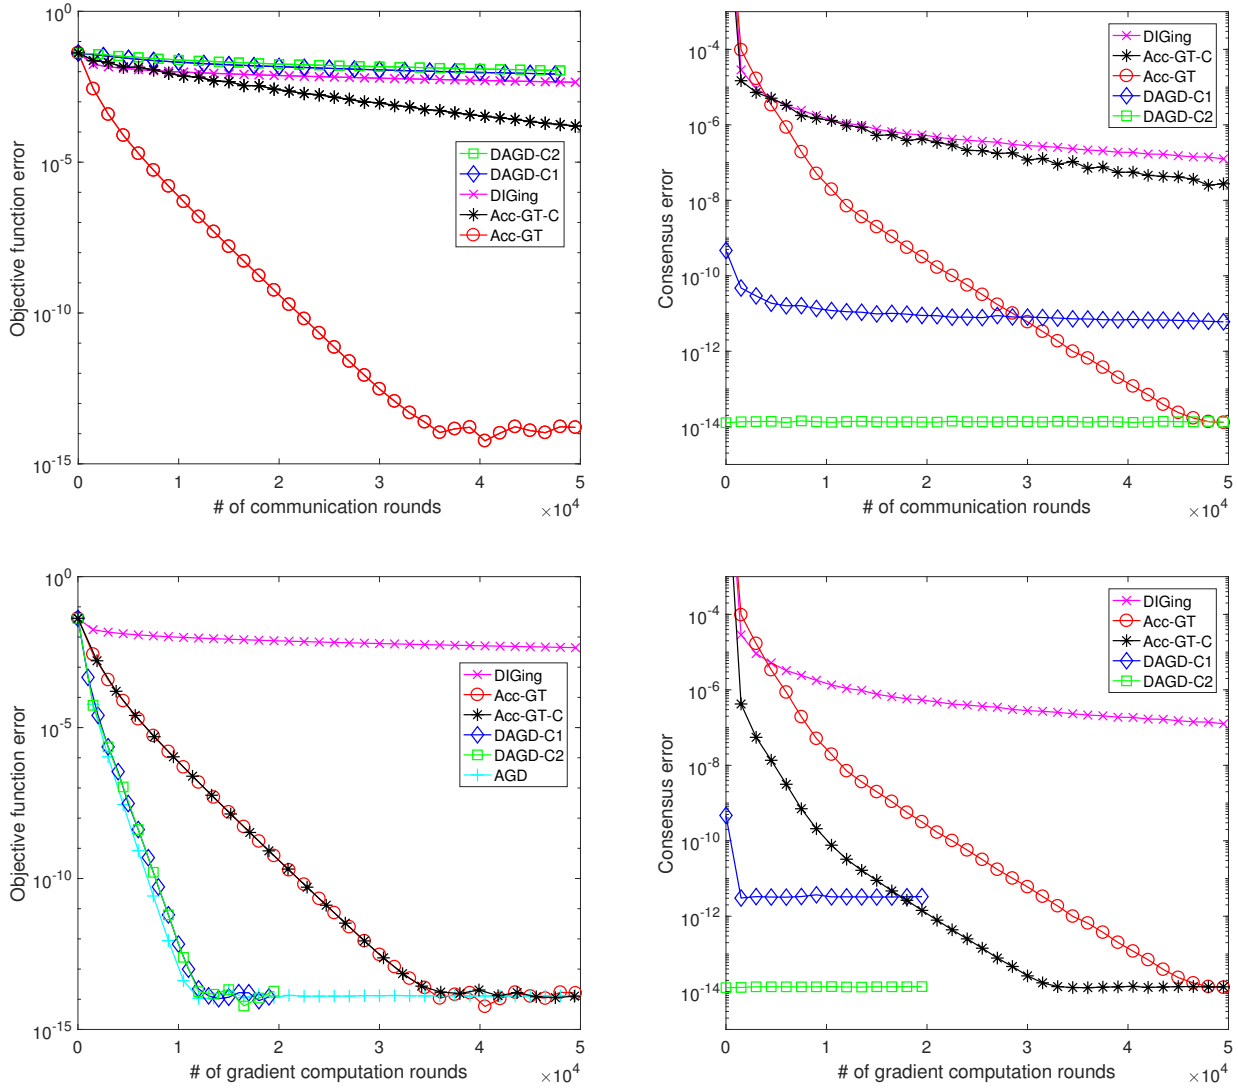 10^0
10^-5
10^-10
10^-15
Objective function error
0 1 2 3 4 5
×10^4
# of communication rounds
DAGD-C2
DAGD-C1
DIGing
Acc-GT-C
Acc-GT
10^-4
10^-6
10^-8
10^-10
10^-12
10^-14
Consensus error
0 1 2 3 4 5
×10^4
# of communication rounds
DIGing
Acc-GT-C
Acc-GT
DAGD-C1
DAGD-C2
10^0
10^-5
10^-10
10^-15
Objective function error
0 1 2 3 4 5
×10^4
# of gradient computation rounds
DIGing
Acc-GT
Acc-GT-C
DAGD-C1
DAGD-C2
AGD
10^-4
10^-6
10^-8
10^-10
10^-12
10^-14
Consensus error
0 1 2 3 4 5
×10^4
# of gradient computation rounds
DIGing
Acc-GT
Acc-GT-C
DAGD-C1
DAGD-C2